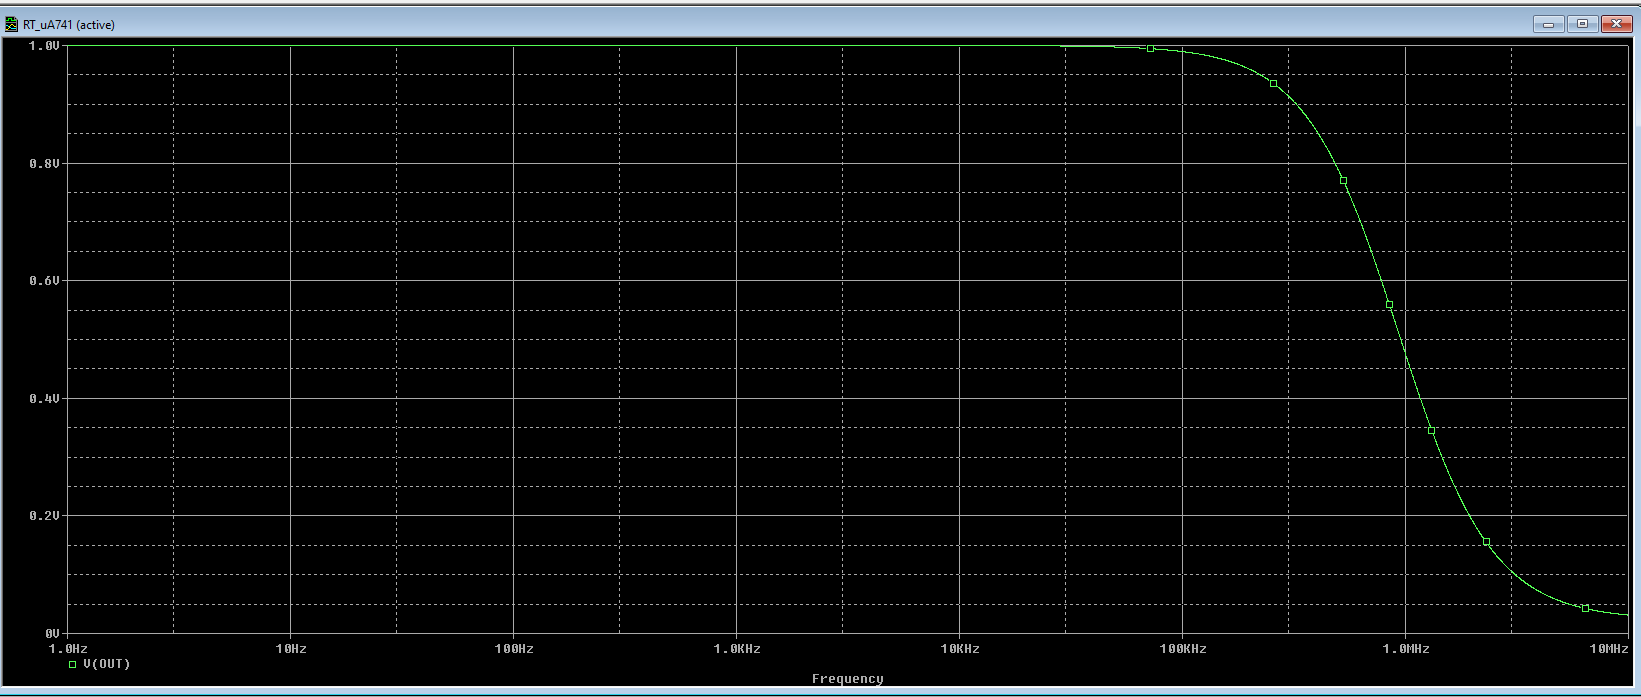 RT_uA741 (active)
1.0V
0.8V
0.6V
0.4V
0.2V
0V
1.0Hz 10Hz 100Hz 1.0KHz 10KHz 100KHz 1.0MHz 10MHz
V(OUT)
Frequency